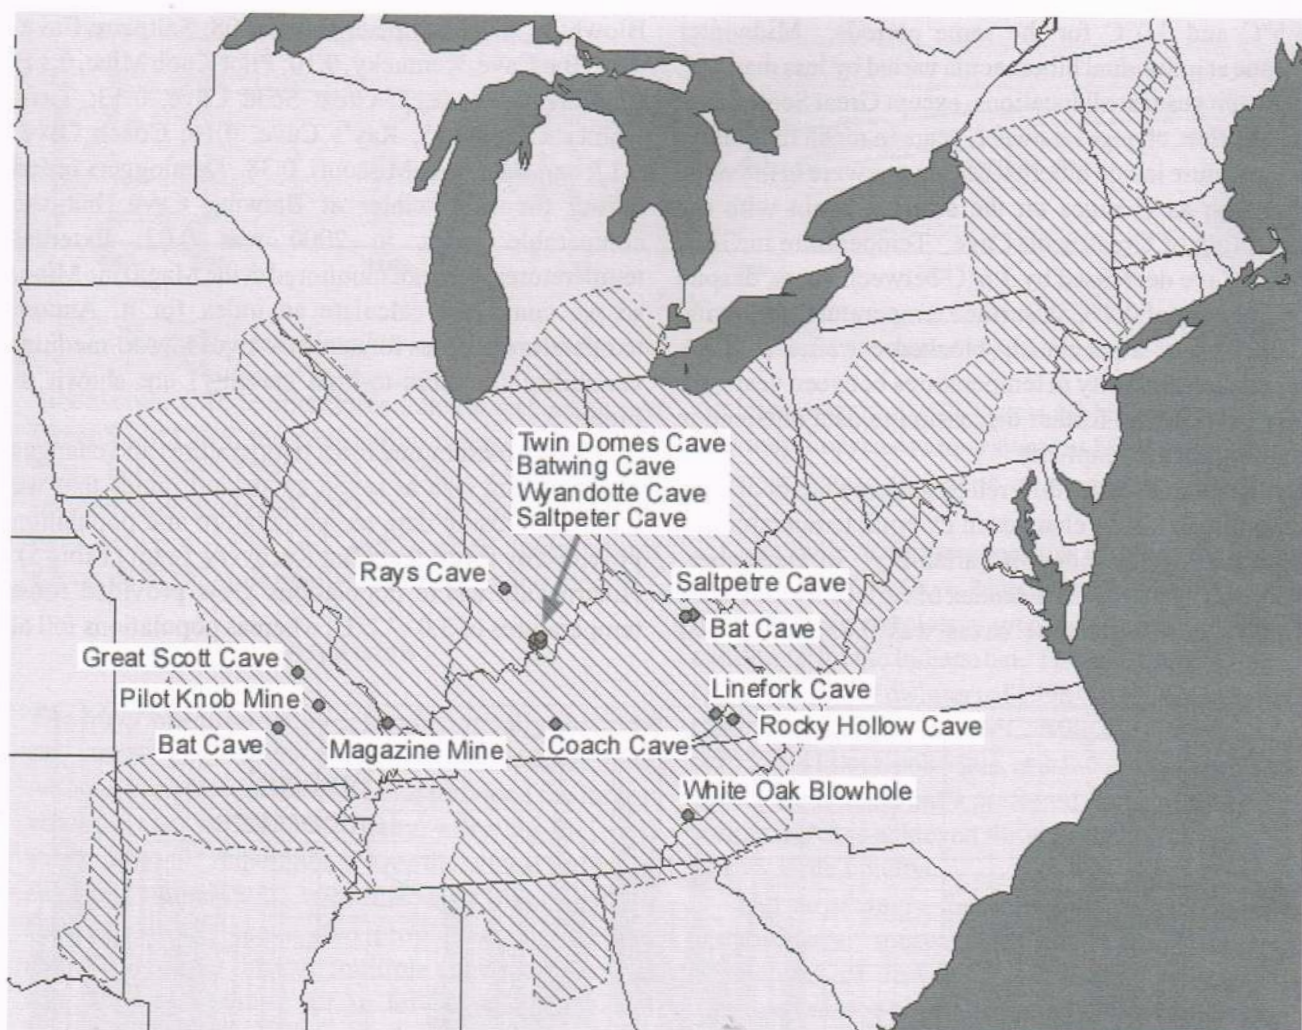 Twin Domes Cave
Batwing Cave
Wyandotte Cave
Saltpeter Cave
Rays Cave
Saltpetre Cave
Bat Cave
Great Scott Cave
Pilot Knob Mine
Bat Cave
Magazine Mine
Coach Cave
Linefork Cave
Rocky Hollow Cave
White Oak Blowhole